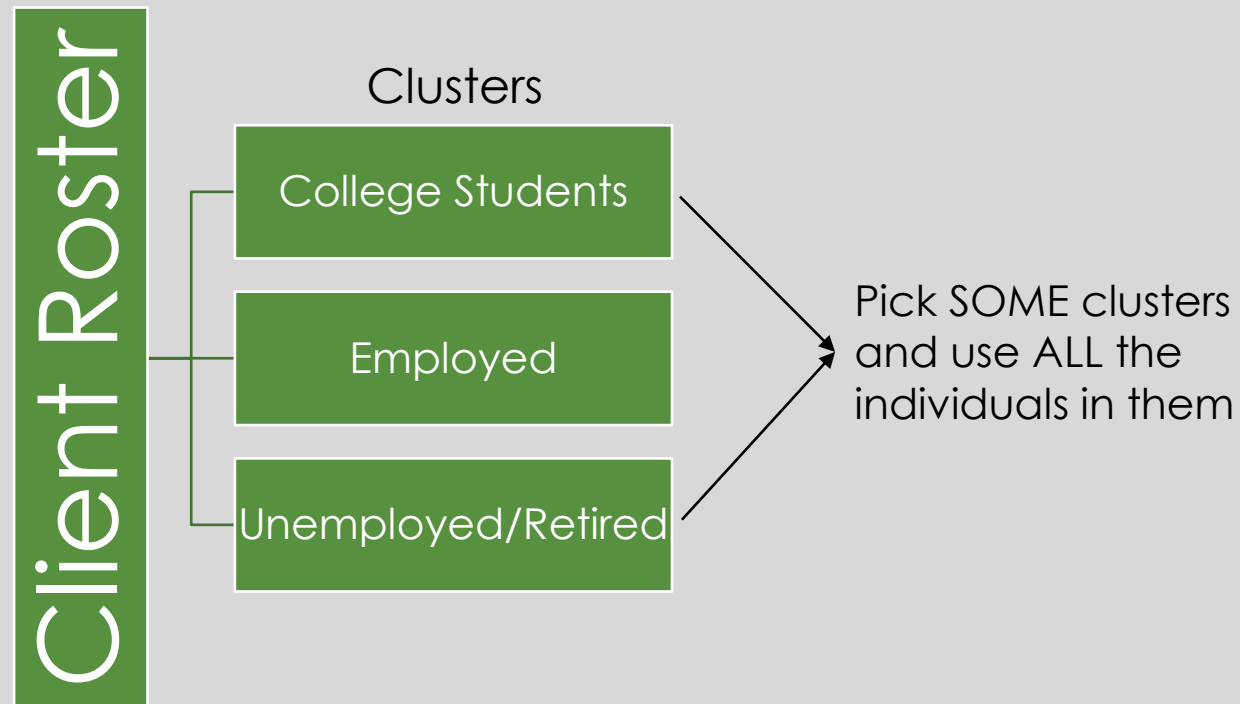 Client Roster
Clusters
College Students
Employed
Unemployed/Retired
Pick SOME clusters
and use ALL the
individuals in them